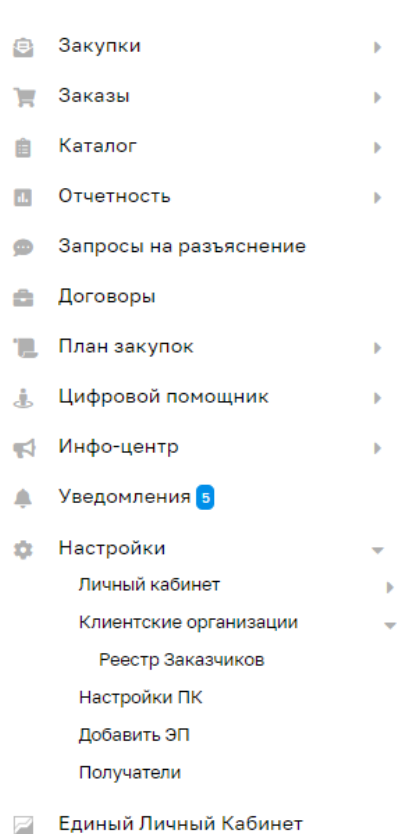 Закупки
Заказы
Каталог
Отчетность
Запросы на разъяснение
Договоры
План закупок
Цифровой помощник
Инфо-центр
Уведомления 5
Настройки
Личный кабинет
Клиентские организации
Реестр Заказчиков
Настройки ПК
Добавить ЭП
Получатели
Единый Личный Кабинет